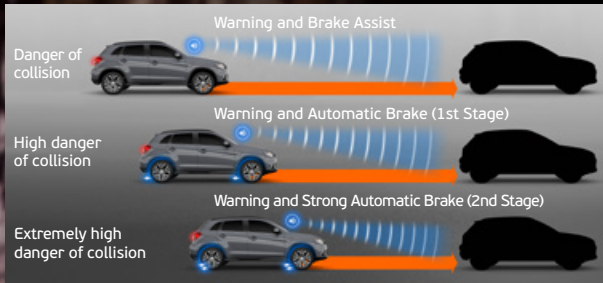 Warning and Brake Assist
Danger of
collision
Warning and Automatic Brake (1st Stage)
High danger
of collision
Warning and Strong Automatic Brake (2nd Stage)
Extremely high
danger of collision